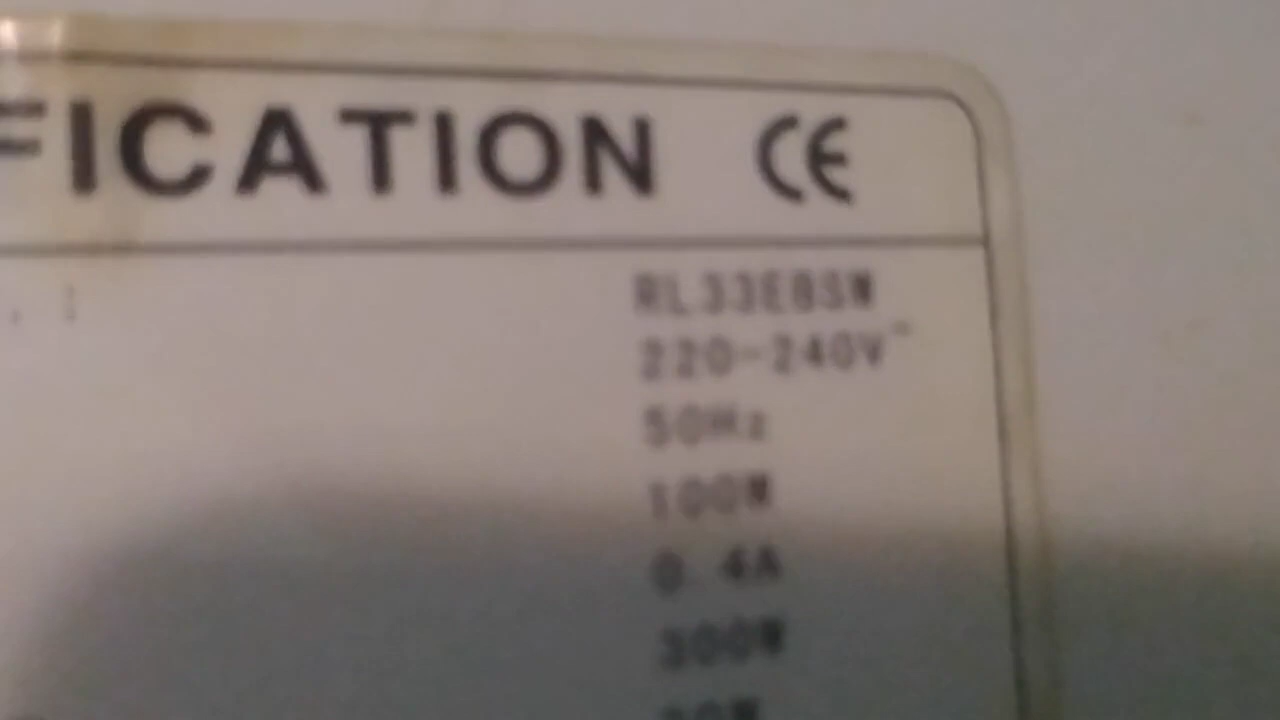 FICATION CE
RL33EBSW
220-240V~
50Hz
100W
0.4A
300W